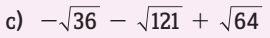 c) −√36 − √121 + √64